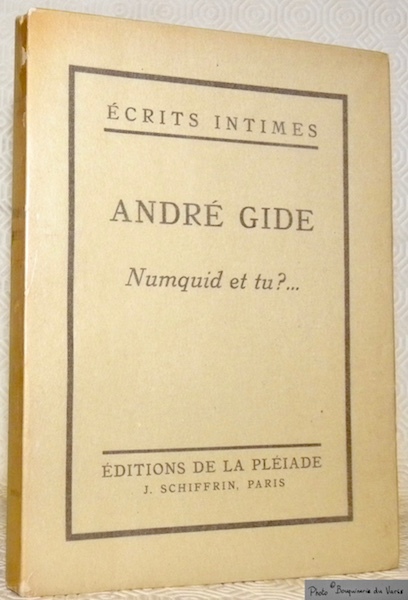 ÉCRITS INTIMES
ANDRÉ GIDE
Numquid et tu?...
ÉDITIONS DE LA PLÉIADE
J. SCHIFFRIN, PARIS
Photo © Bouquinerie du Varis